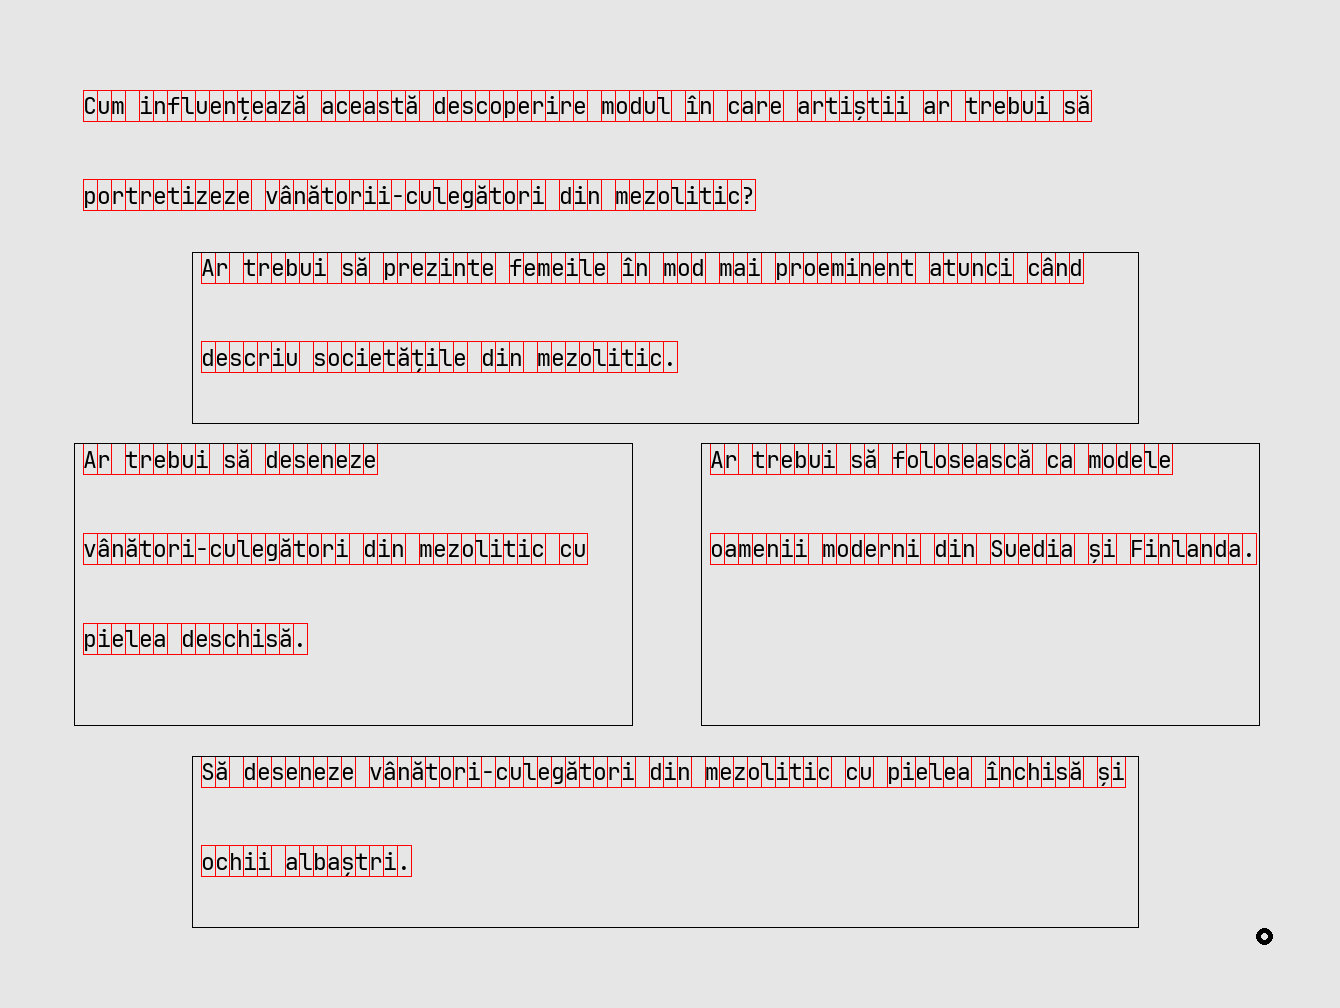 Cum influențează această descoperire modul în care artiștii ar trebui să
portretizeze vânătorii-culegători din mezolitic?
Ar trebui să prezinte femeile în mod mai proeminent atunci când
descriu societățile din mezolitic.
Ar trebui să deseneze
vânători-culegători din mezolitic cu
pielea deschisă.
Ar trebui să folosească ca modele
oamenii moderni din Suedia și Finlanda.
Să deseneze vânători-culegători din mezolitic cu pielea închisă și
ochii albaștri.